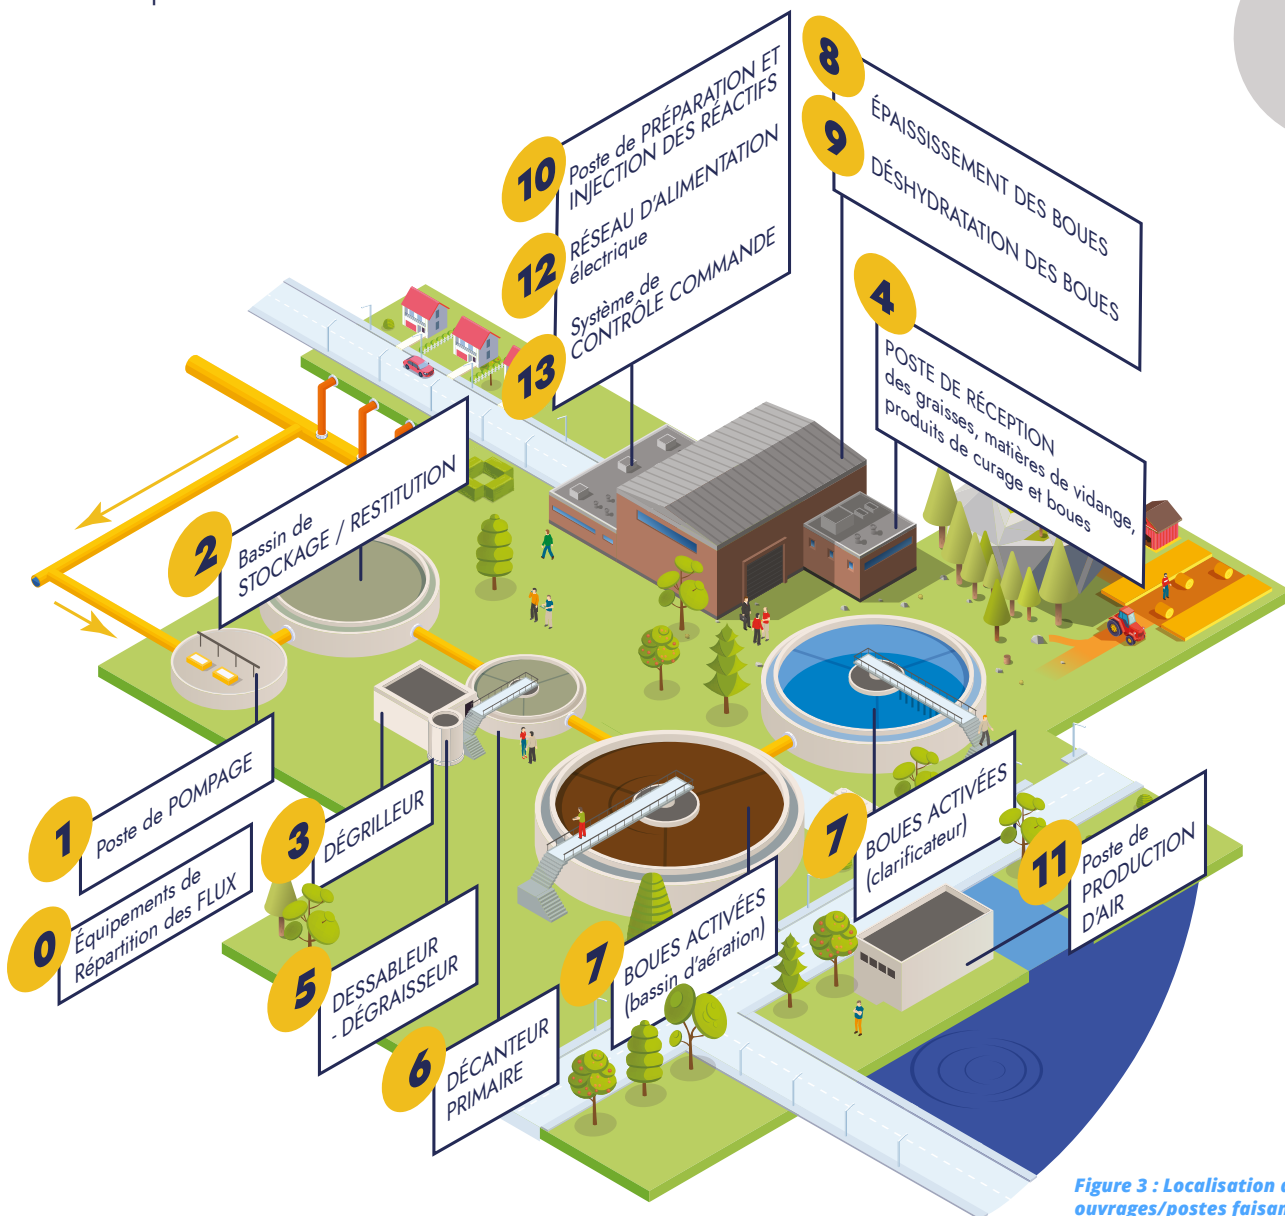 10
Poste de PRÉPARATION ET
INJECTION DES RÉACTIFS
12
RÉSEAU D'ALIMENTATION
électrique
13
Système de
CONTRÔLE COMMANDE
8
ÉPAISSISSEMENT DES BOUES
9
DÉSHYDRATATION DES BOUES
4
POSTE DE RÉCEPTION
des graisses, matières de vidange,
produits de curage et boues
2
Bassin de
STOCKAGE / RESTITUTION
1
Poste de POMPAGE
0
Équipements de
Répartition des FLUX
3
DÉGRILLEUR
5
DESSABLEUR
- DÉGRAISSEUR
6
DÉCANTEUR
PRIMAIRE
7
BOUES ACTIVÉES
(bassin d'aération)
7
BOUES ACTIVÉES
(clarificateur)
11
Poste de
PRODUCTION
D'AIR
Figure 3 : Localisation
ouvrages/postes faisan